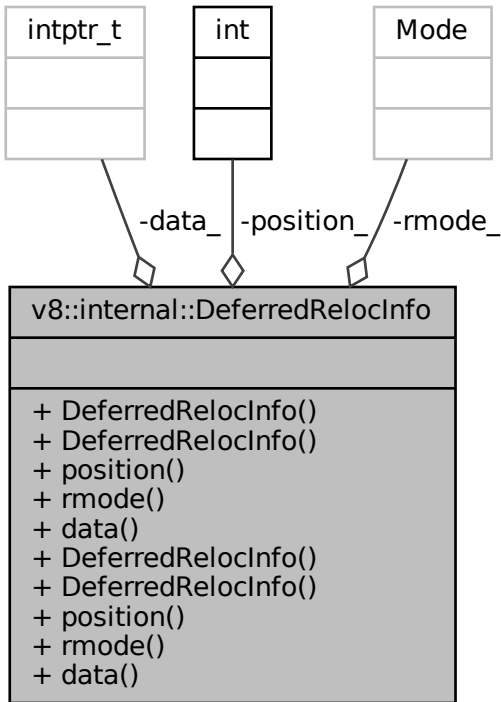 intptr_t
int
Mode
-data_
-position_
-rmode_
v8::internal::DeferredRelocInfo
+ DeferredRelocInfo()
+ DeferredRelocInfo()
+ position()
+ rmode()
+ data()
+ DeferredRelocInfo()
+ DeferredRelocInfo()
+ position()
+ rmode()
+ data()